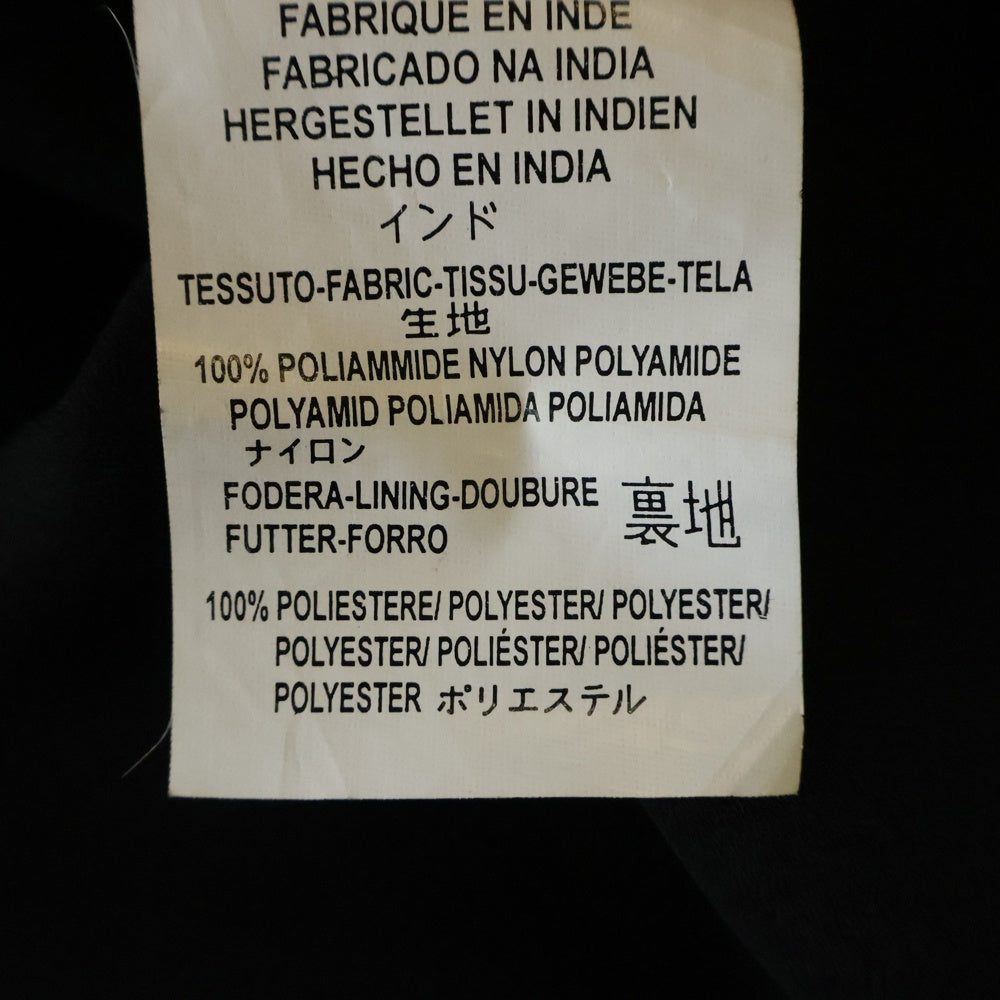 FABRIQUE EN INDE
FABRICADO NA INDIA
HERGESTELLET IN INDIEN
HECHO EN INDIA
インド
TESSUTO-FABRIC-TISSU-GEWEBE-TELA
生地
100% POLIAMMIDE NYLON POLYAMIDE
POLYAMID POLIAMIDA POLIAMIDA
ナイロン
FODERA-LINING-DOUBURE 裏地
FUTTER-FORRO
100% POLIESTERE/ POLYESTER/ POLYESTER/
POLYESTER/ POLIÉSTER/ POLIÉSTER/
POLYESTER ポリエステル